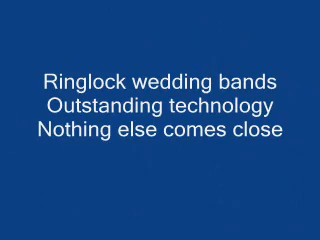 Ringlock wedding bands
Outstanding technology
Nothing else comes close